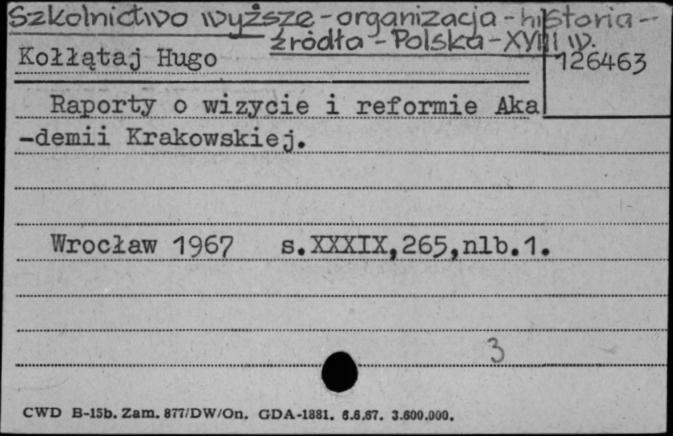 Szkolnictwo wyższe - organizacja - historia -
źródła - Polska - XVIII w.
Kołłątaj Hugo
126463
Raporty o wizycie i reformie Aka
-demii Krakowskiej.
Wrocław 1967 s.XXXIX,265,nlb.1.
3
CWD B-15b. Zam. 877/DW/On. GDA-1881. 6.6.67. 3.600.000.